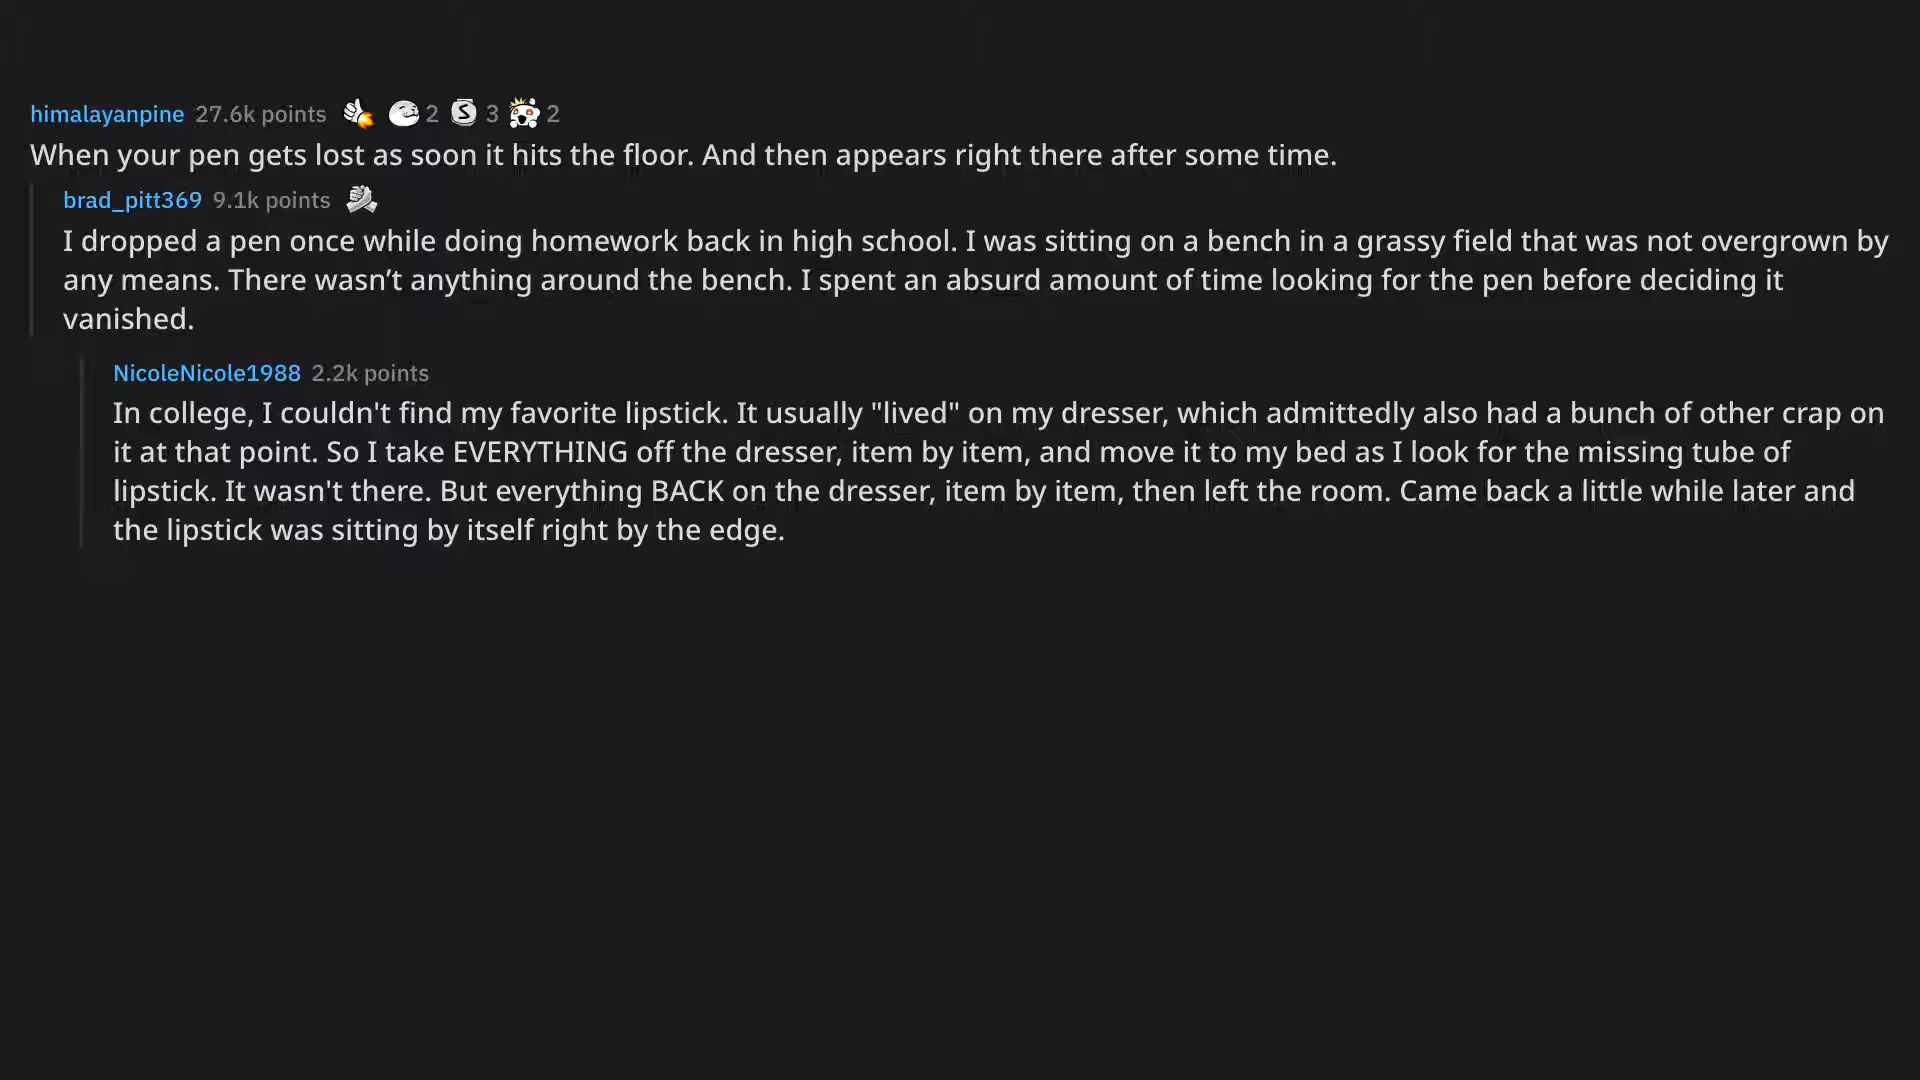 himalayanpine 27.6k points 2 3 2
When your pen gets lost as soon it hits the floor. And then appears right there after some time.
brad_pitt369 9.1k points
I dropped a pen once while doing homework back in high school. I was sitting on a bench in a grassy field that was not overgrown by
any means. There wasn’t anything around the bench. I spent an absurd amount of time looking for the pen before deciding it
vanished.
NicoleNicole1988 2.2k points
In college, I couldn't find my favorite lipstick. It usually "lived" on my dresser, which admittedly also had a bunch of other crap on
it at that point. So I take EVERYTHING off the dresser, item by item, and move it to my bed as I look for the missing tube of
lipstick. It wasn't there. But everything BACK on the dresser, item by item, then left the room. Came back a little while later and
the lipstick was sitting by itself right by the edge.